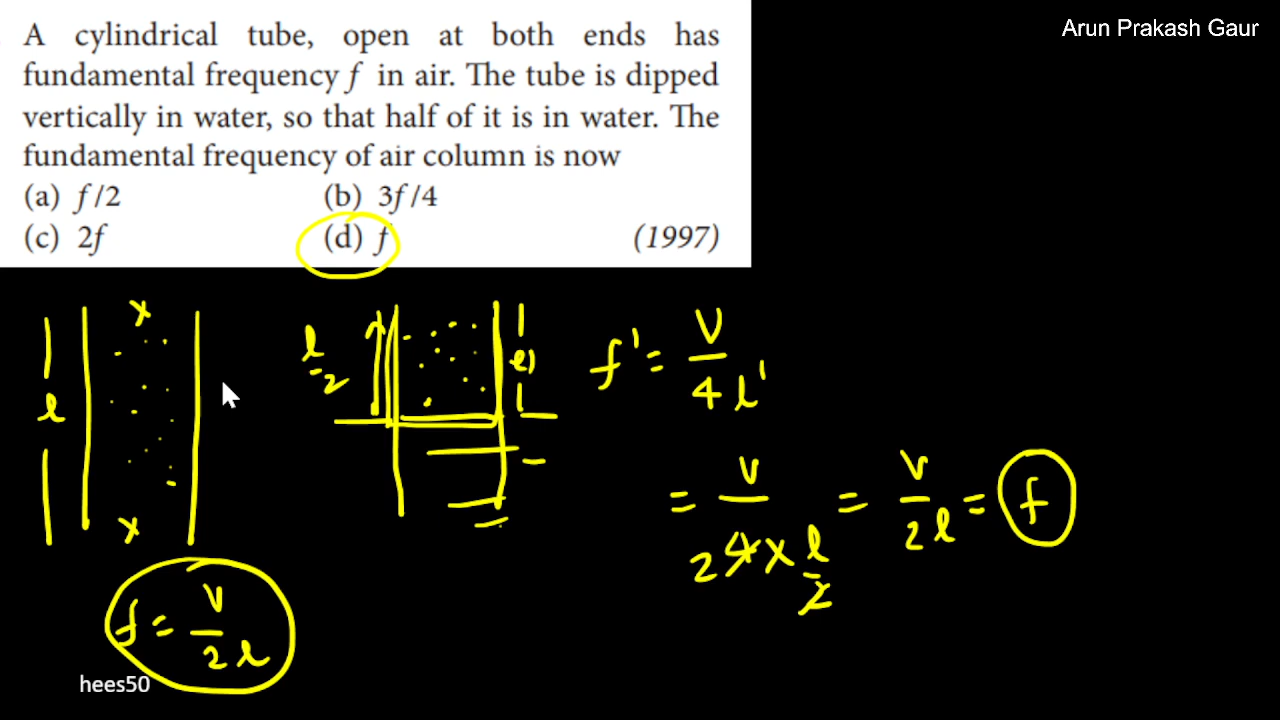 Arun Prakash Gaur
A cylindrical tube, open at both ends has
fundamental frequency f in air. The tube is dipped
vertically in water, so that half of it is in water. The
fundamental frequency of air column is now
(a) f/2 (b) 3f/4
(c) 2f (d) f (1997)
l
l/2
l'
f' = v/4l'
= v/(2 4 × l/2) = v/2l = f
f = v/2l
hees50